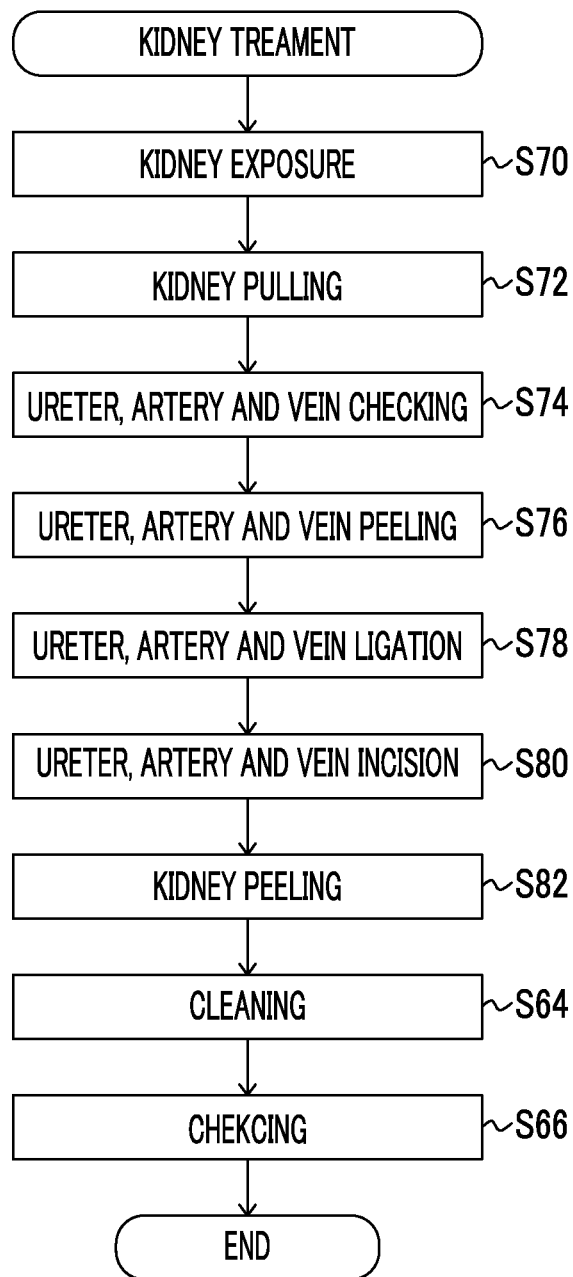 KIDNEY TREAMENT
KIDNEY EXPOSURE S70
KIDNEY PULLING S72
URETER, ARTERY AND VEIN CHECKING S74
URETER, ARTERY AND VEIN PEELING S76
URETER, ARTERY AND VEIN LIGATION S78
URETER, ARTERY AND VEIN INCISION S80
KIDNEY PEELING S82
CLEANING S64
CHEKCING S66
END